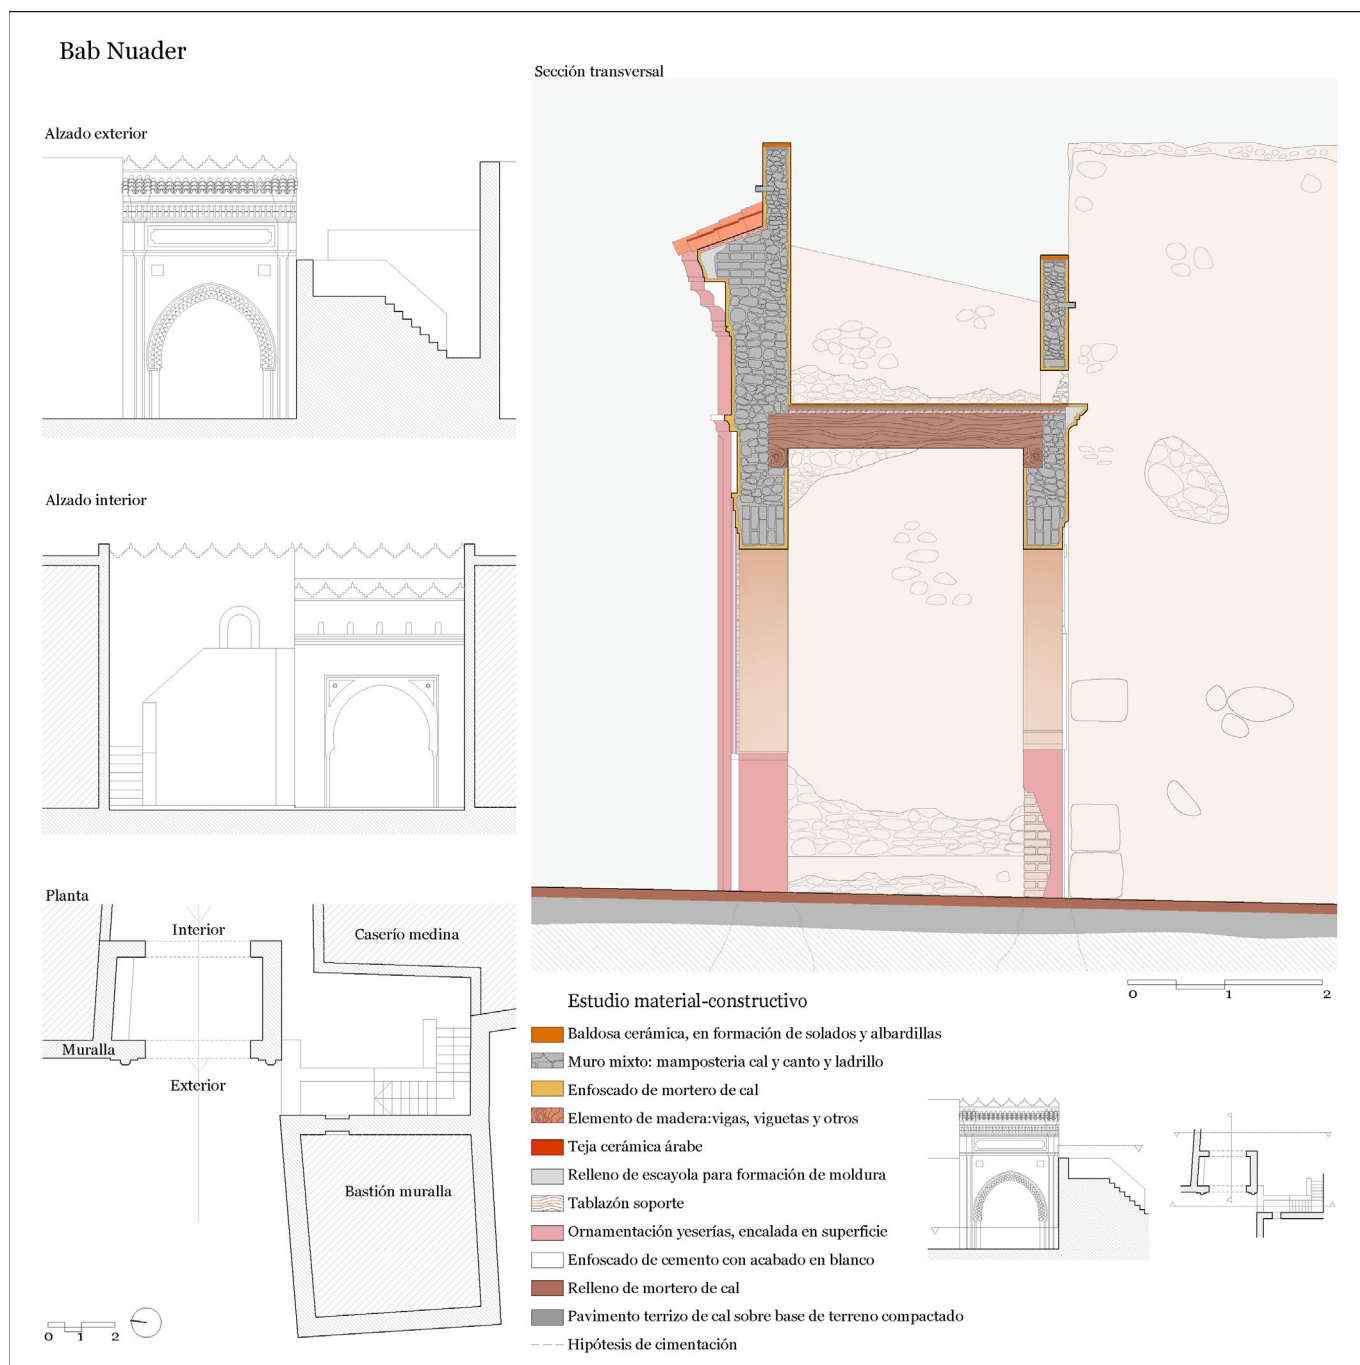 Bab Nuader
Sección transversal
Alzado exterior
Alzado interior
Planta
Interior
Caserío medina
Muralla
Exterior
Bastión muralla
0 1 2
0 1 2
Estudio material-constructivo
Baldosa cerámica, en formación de solados y albardillas
Muro mixto: mamposteria cal y canto y ladrillo
Enfoscado de mortero de cal
Elemento de madera:vigas, viguetas y otros
Teja cerámica árabe
Relleno de escayola para formación de moldura
Tablazón soporte
Ornamentación yeserías, encalada en superficie
Enfoscado de cemento con acabado en blanco
Relleno de mortero de cal
Pavimento terrizo de cal sobre base de terreno compactado
Hipótesis de cimentación